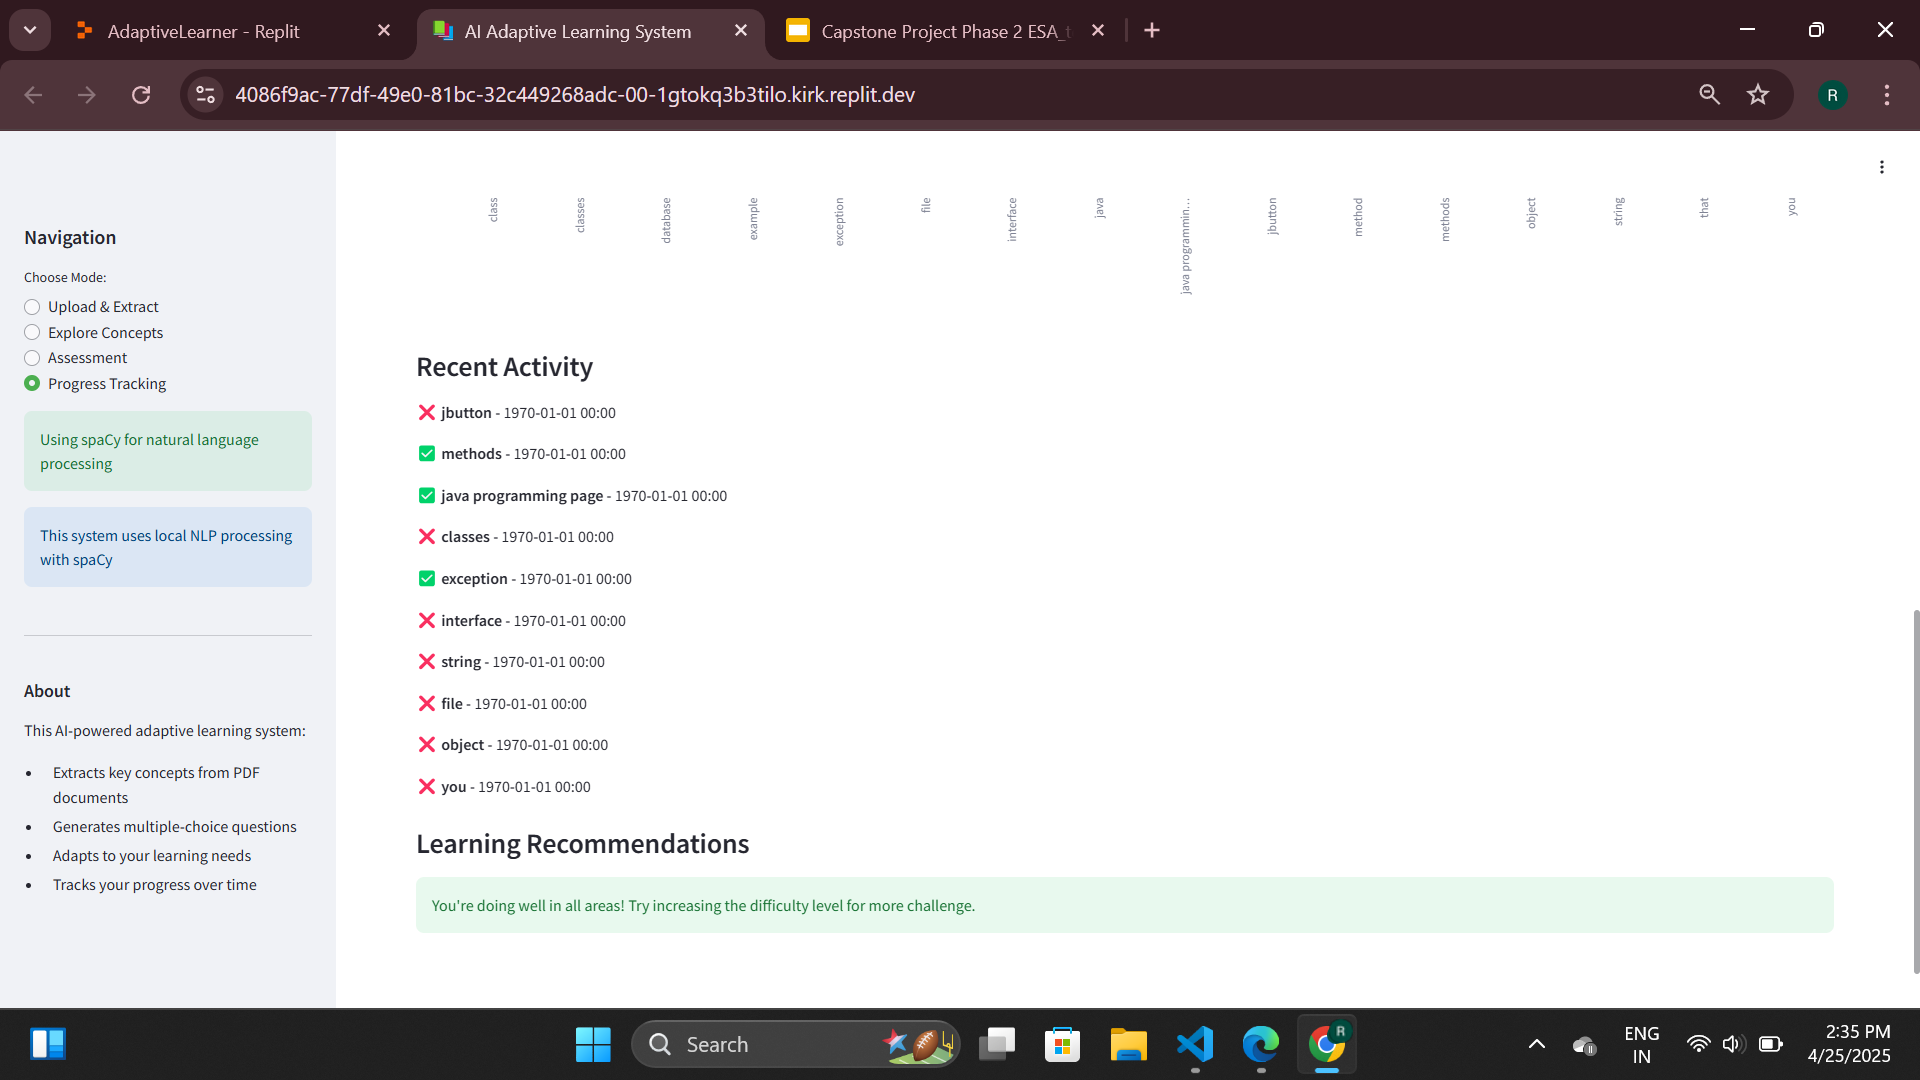 AdaptiveLearner - Replit
AI Adaptive Learning System
Capstone Project Phase 2 ESA_t
4086f9ac-77df-49e0-81bc-32c449268adc-00-1gtokq3b3tilo.kirk.replit.dev
R
Navigation
Choose Mode:
Upload & Extract
Explore Concepts
Assessment
Progress Tracking
Using spaCy for natural language
processing
This system uses local NLP processing
with spaCy
About
This AI-powered adaptive learning system:
• Extracts key concepts from PDF
documents
• Generates multiple-choice questions
• Adapts to your learning needs
• Tracks your progress over time
class
classes
database
example
exception
file
interface
java
java programmin…
jbutton
method
methods
object
string
that
you
Recent Activity
❌ jbutton - 1970-01-01 00:00
✅ methods - 1970-01-01 00:00
✅ java programming page - 1970-01-01 00:00
❌ classes - 1970-01-01 00:00
✅ exception - 1970-01-01 00:00
❌ interface - 1970-01-01 00:00
❌ string - 1970-01-01 00:00
❌ file - 1970-01-01 00:00
❌ object - 1970-01-01 00:00
❌ you - 1970-01-01 00:00
Learning Recommendations
You're doing well in all areas! Try increasing the difficulty level for more challenge.
Search
R
ENG
IN
2:35 PM
4/25/2025